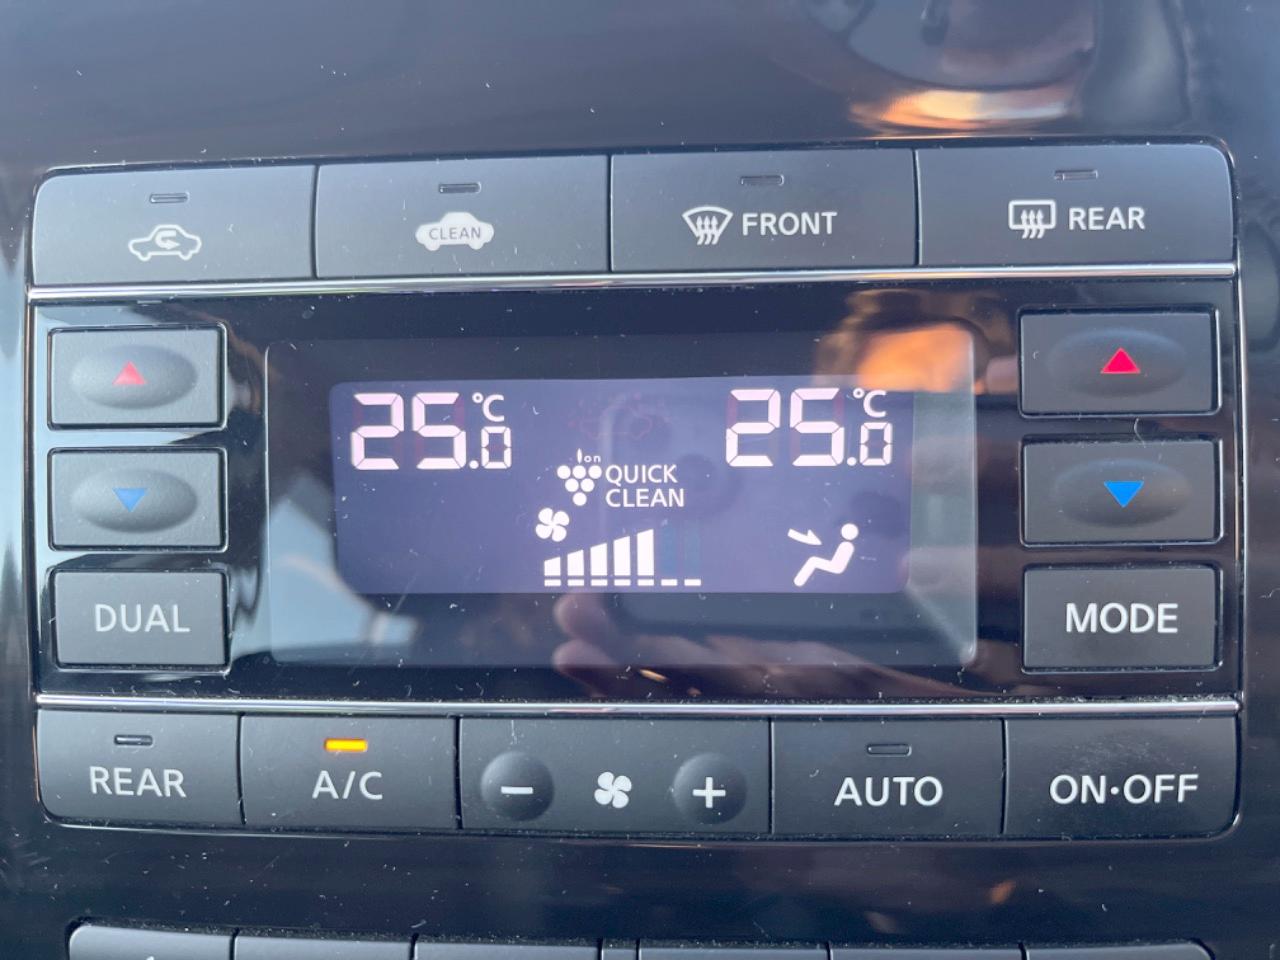 CLEAN
FRONT
REAR
25.0°C
25.0°C
ion
QUICK
CLEAN
DUAL
MODE
REAR
A/C
AUTO
ON•OFF